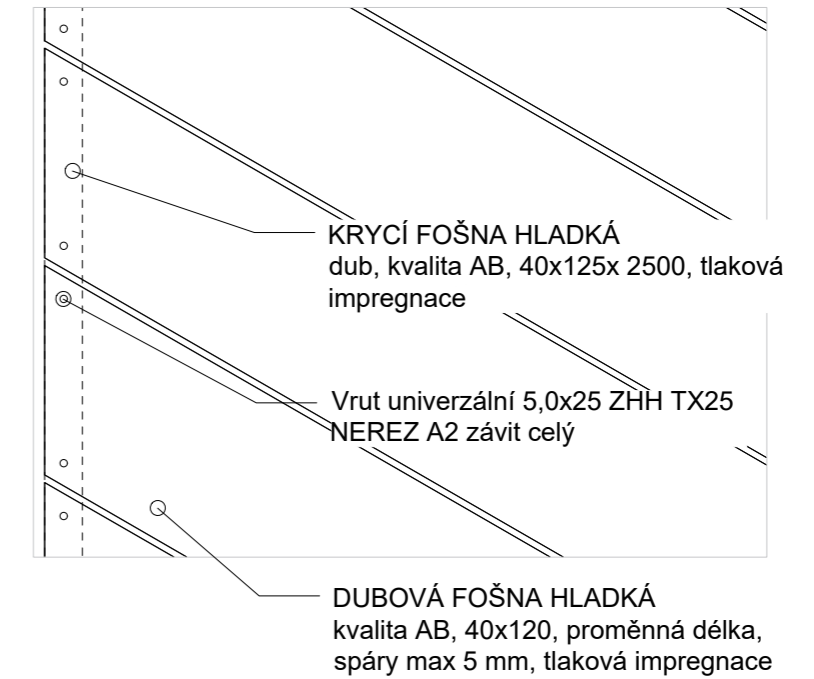 KRYCÍ FOŠNA HLADKÁ
dub, kvalita AB, 40x125x 2500, tlaková
impregnace
Vrut univerzální 5,0x25 ZHH TX25
NEREZ A2 závit celý
DUBOVÁ FOŠNA HLADKÁ
kvalita AB, 40x120, proměnná délka,
spáry max 5 mm, tlaková impregnace